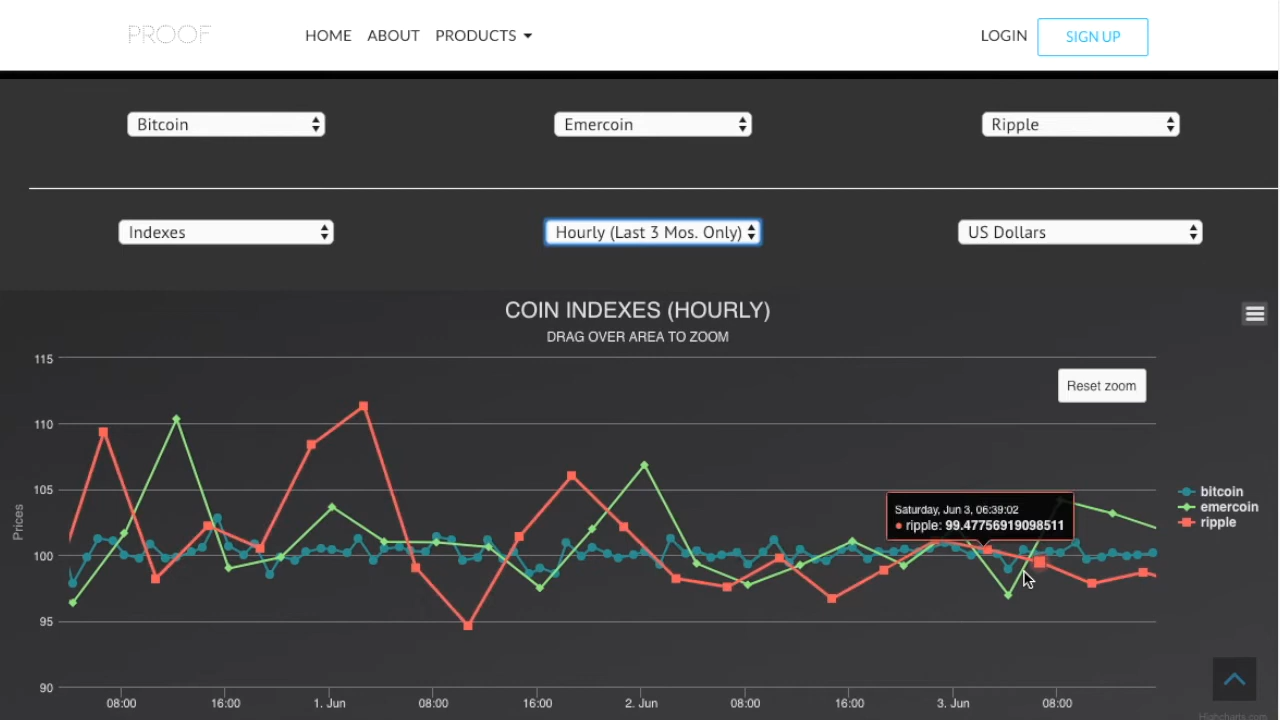 PROOF
HOME ABOUT PRODUCTS
LOGIN SIGN UP
Bitcoin Emercoin Ripple
Indexes Hourly (Last 3 Mos. Only) US Dollars
COIN INDEXES (HOURLY)
DRAG OVER AREA TO ZOOM
Reset zoom
Prices
115
110
105
100
95
90
Saturday, Jun 3, 06:39:02
ripple: 99.47756919098511
bitcoin
emercoin
ripple
08:00 16:00 1. Jun 08:00 16:00 2. Jun 08:00 16:00 3. Jun 08:00
Highcharts.com